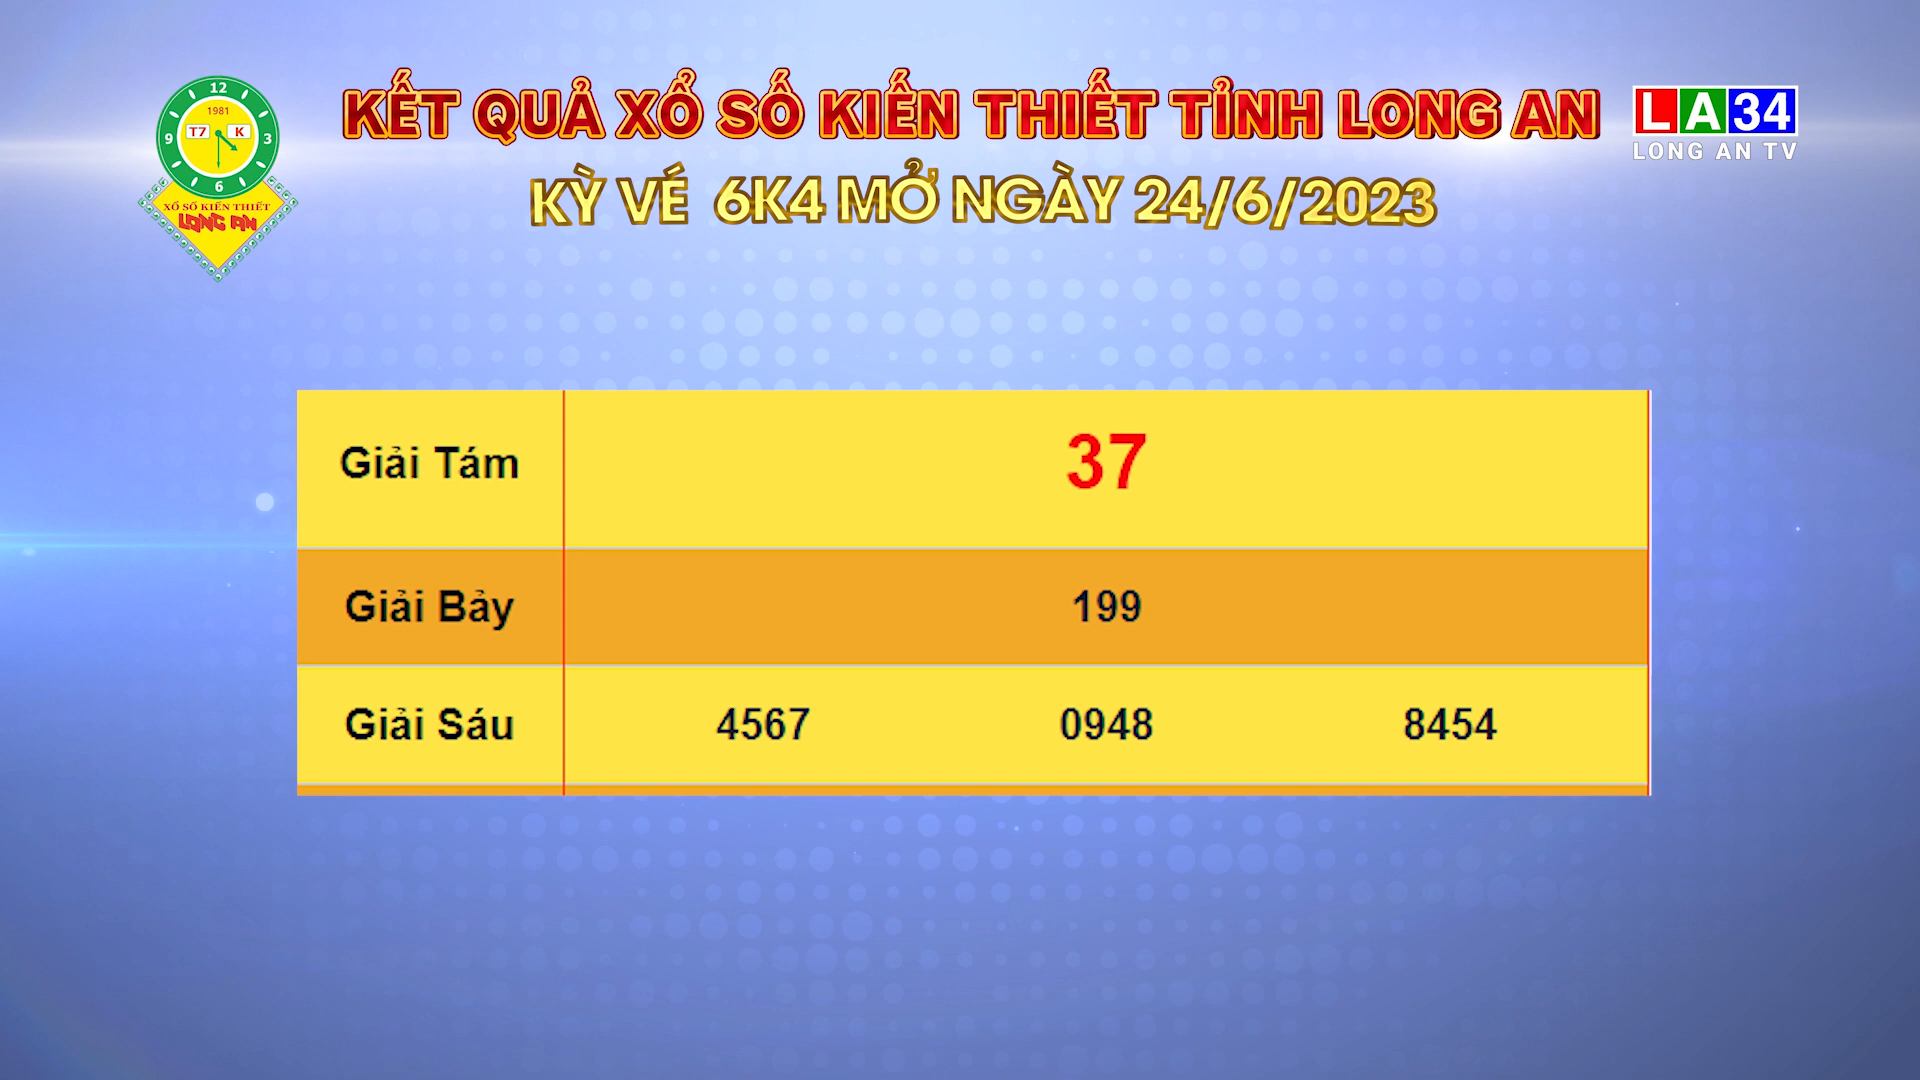 12
1981
T7 K
9 3
6
XỔ SỐ KIẾN THIẾT
LONG AN
KẾT QUẢ XỔ SỐ KIẾN THIẾT TỈNH LONG AN
KỲ VÉ 6K4 MỞ NGÀY 24/6/2023
LA34
LONG AN TV
Giải Tám 37
Giải Bảy 199
Giải Sáu 4567 0948 8454